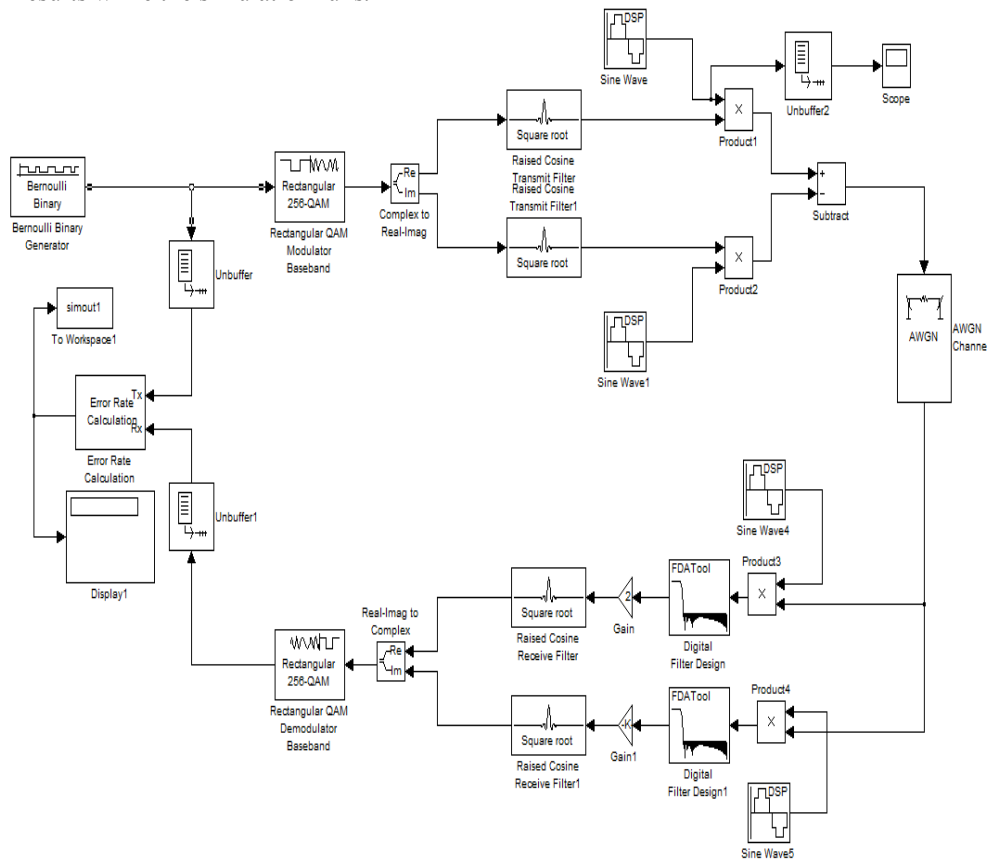 DSP
Sine Wave
Unbuffer2
Scope
X
Product1
Square root
Raised Cosine
Transmit Filter
Raised Cosine
Transmit Filter1
Square root
Bernoulli
Binary
Bernoulli Binary
Generator
Rectangular
256-QAM
Rectangular QAM
Modulator
Baseband
Re
Im
Complex to
Real-Imag
+
−
Subtract
X
Product2
DSP
Sine Wave1
Unbuffer
simout1
To Workspace1
AWGN
AWGN
Channe
Error Rate
Calculation
Tx
Rx
Error Rate
Calculation
Unbuffer1
Display1
DSP
Sine Wave4
Product3
X
FDATool
Digital
Filter Design
2
Gain
Square root
Raised Cosine
Receive Filter
Real-Imag to
Complex
Re
Im
Rectangular
256-QAM
Rectangular QAM
Demodulator
Baseband
Product4
X
FDATool
Digital
Filter Design1
-K
Gain1
Square root
Raised Cosine
Receive Filter1
DSP
Sine Wave5